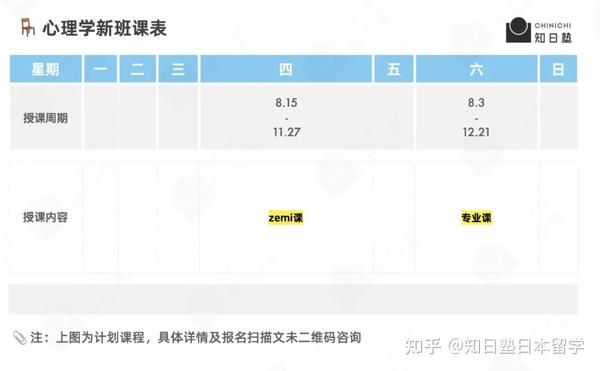 心理学新班课表
CHINICHI
知日塾
星期 一 二 三 四 五 六 日
授课周期 8.15 - 11.27 8.3 - 12.21
授课内容 zemi课 专业课
注：上图为计划课程，具体详情及报名扫描文末二维码咨询
知乎 @知日塾日本留学